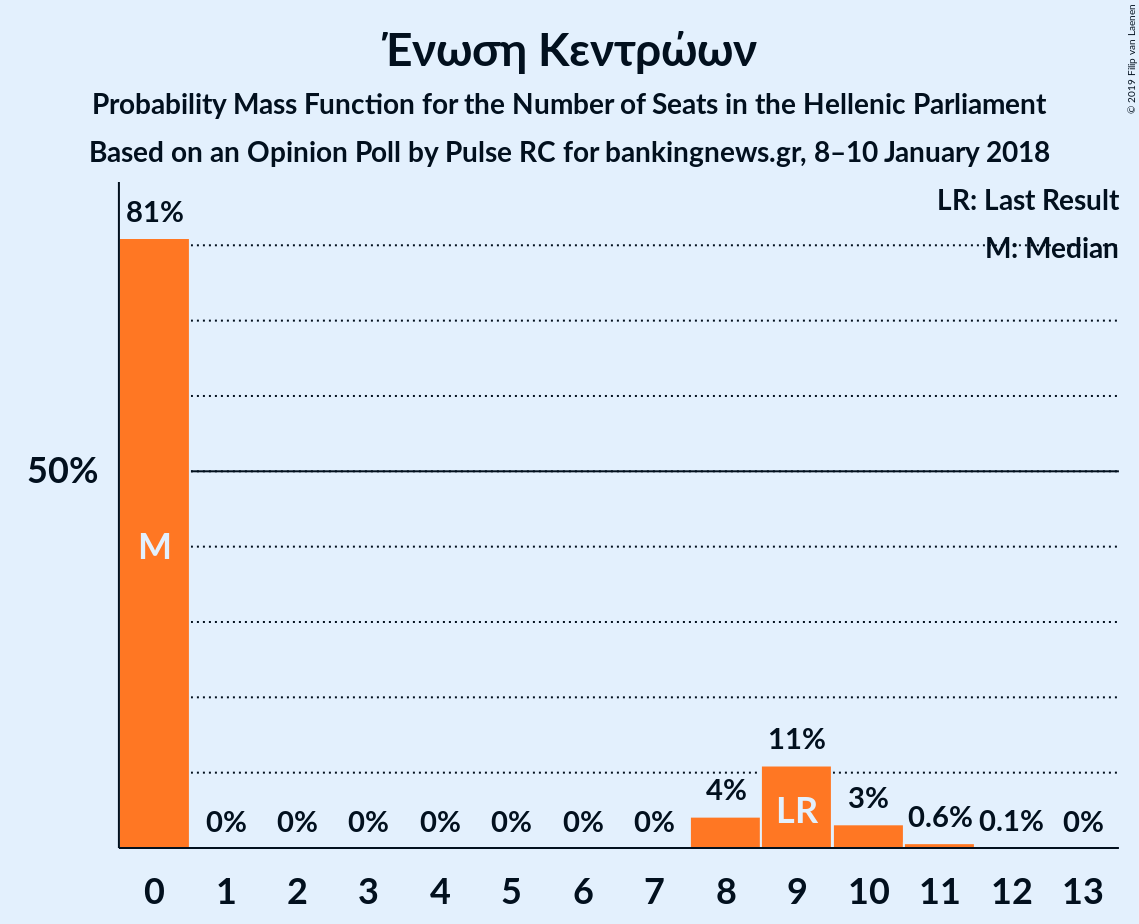 Ένωση Κεντρώων
Probability Mass Function for the Number of Seats in the Hellenic Parliament
Based on an Opinion Poll by Pulse RC for bankingnews.gr, 8–10 January 2018
© 2019 Filip van Laenen
LR: Last Result
M: Median
81%
50%
M
0% 0% 0% 0% 0% 0% 0% 4% 11% 3% 0.6% 0.1% 0%
LR
0 1 2 3 4 5 6 7 8 9 10 11 12 13